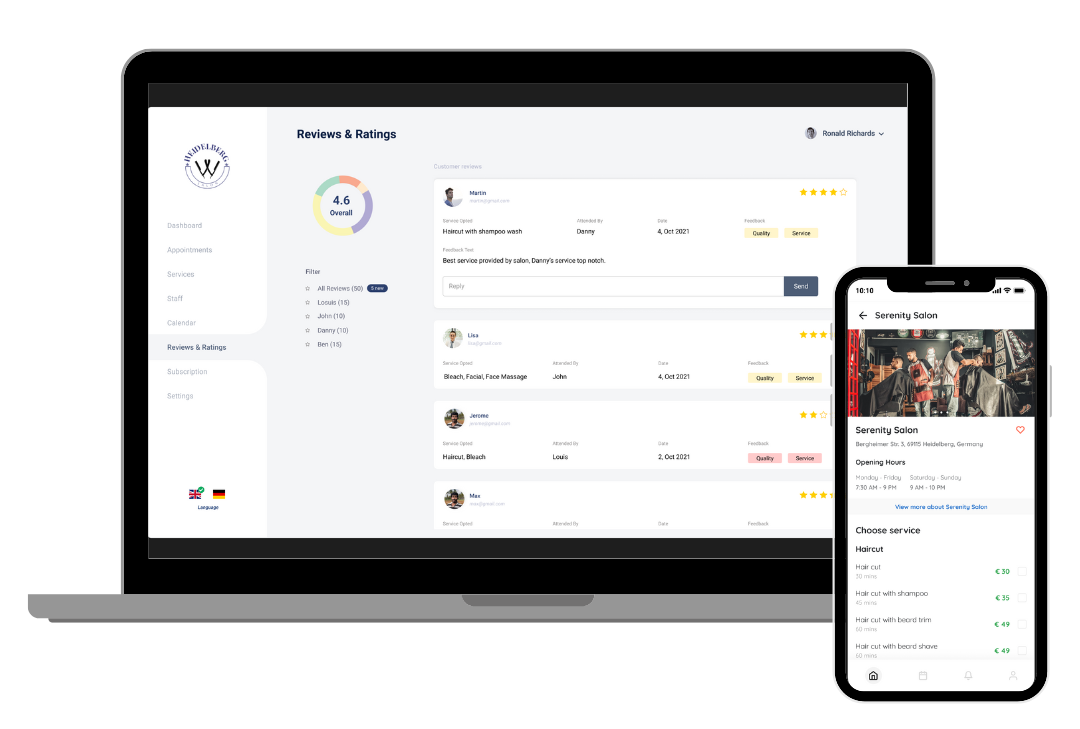 HEIDELBERG
SALON
Dashboard
Appointments
Services
Staff
Calendar
Reviews & Ratings
Subscription
Settings
Language
Reviews & Ratings
Ronald Richards
4.6
Overall
Filter
All Reviews (50) 5 new
Losuis (15)
John (10)
Danny (10)
Ben (15)
Customer reviews
Martin
martin@gmail.com
Service Opted Attended By Date Feedback
Haircut with shampoo wash Danny 4, Oct 2021 Quality Service
Feedback Text
Best service provided by salon, Danny's service top notch.
Reply Send
Lisa
lisa@gmail.com
Service Opted Attended By Date Feedback
Bleach, Facial, Face Massage John 4, Oct 2021 Quality Service
Jerome
jerome@gmail.com
Service Opted Attended By Date Feedback
Haircut, Bleach Louis 2, Oct 2021 Quality Service
Max
max@gmail.com
Service Opted Attended By Date Feedback
10:10
Serenity Salon
Serenity Salon
Bergheimer Str. 3, 69115 Heidelberg, Germany
Opening Hours
Monday - Friday Saturday - Sunday
7:30 AM - 9 PM 9 AM - 10 PM
View more about Serenity Salon
Choose service
Haircut
Hair cut € 30
30 mins
Hair cut with shampoo € 35
45 mins
Hair cut with beard trim € 49
60 mins
Hair cut with beard shave € 49
60 mins